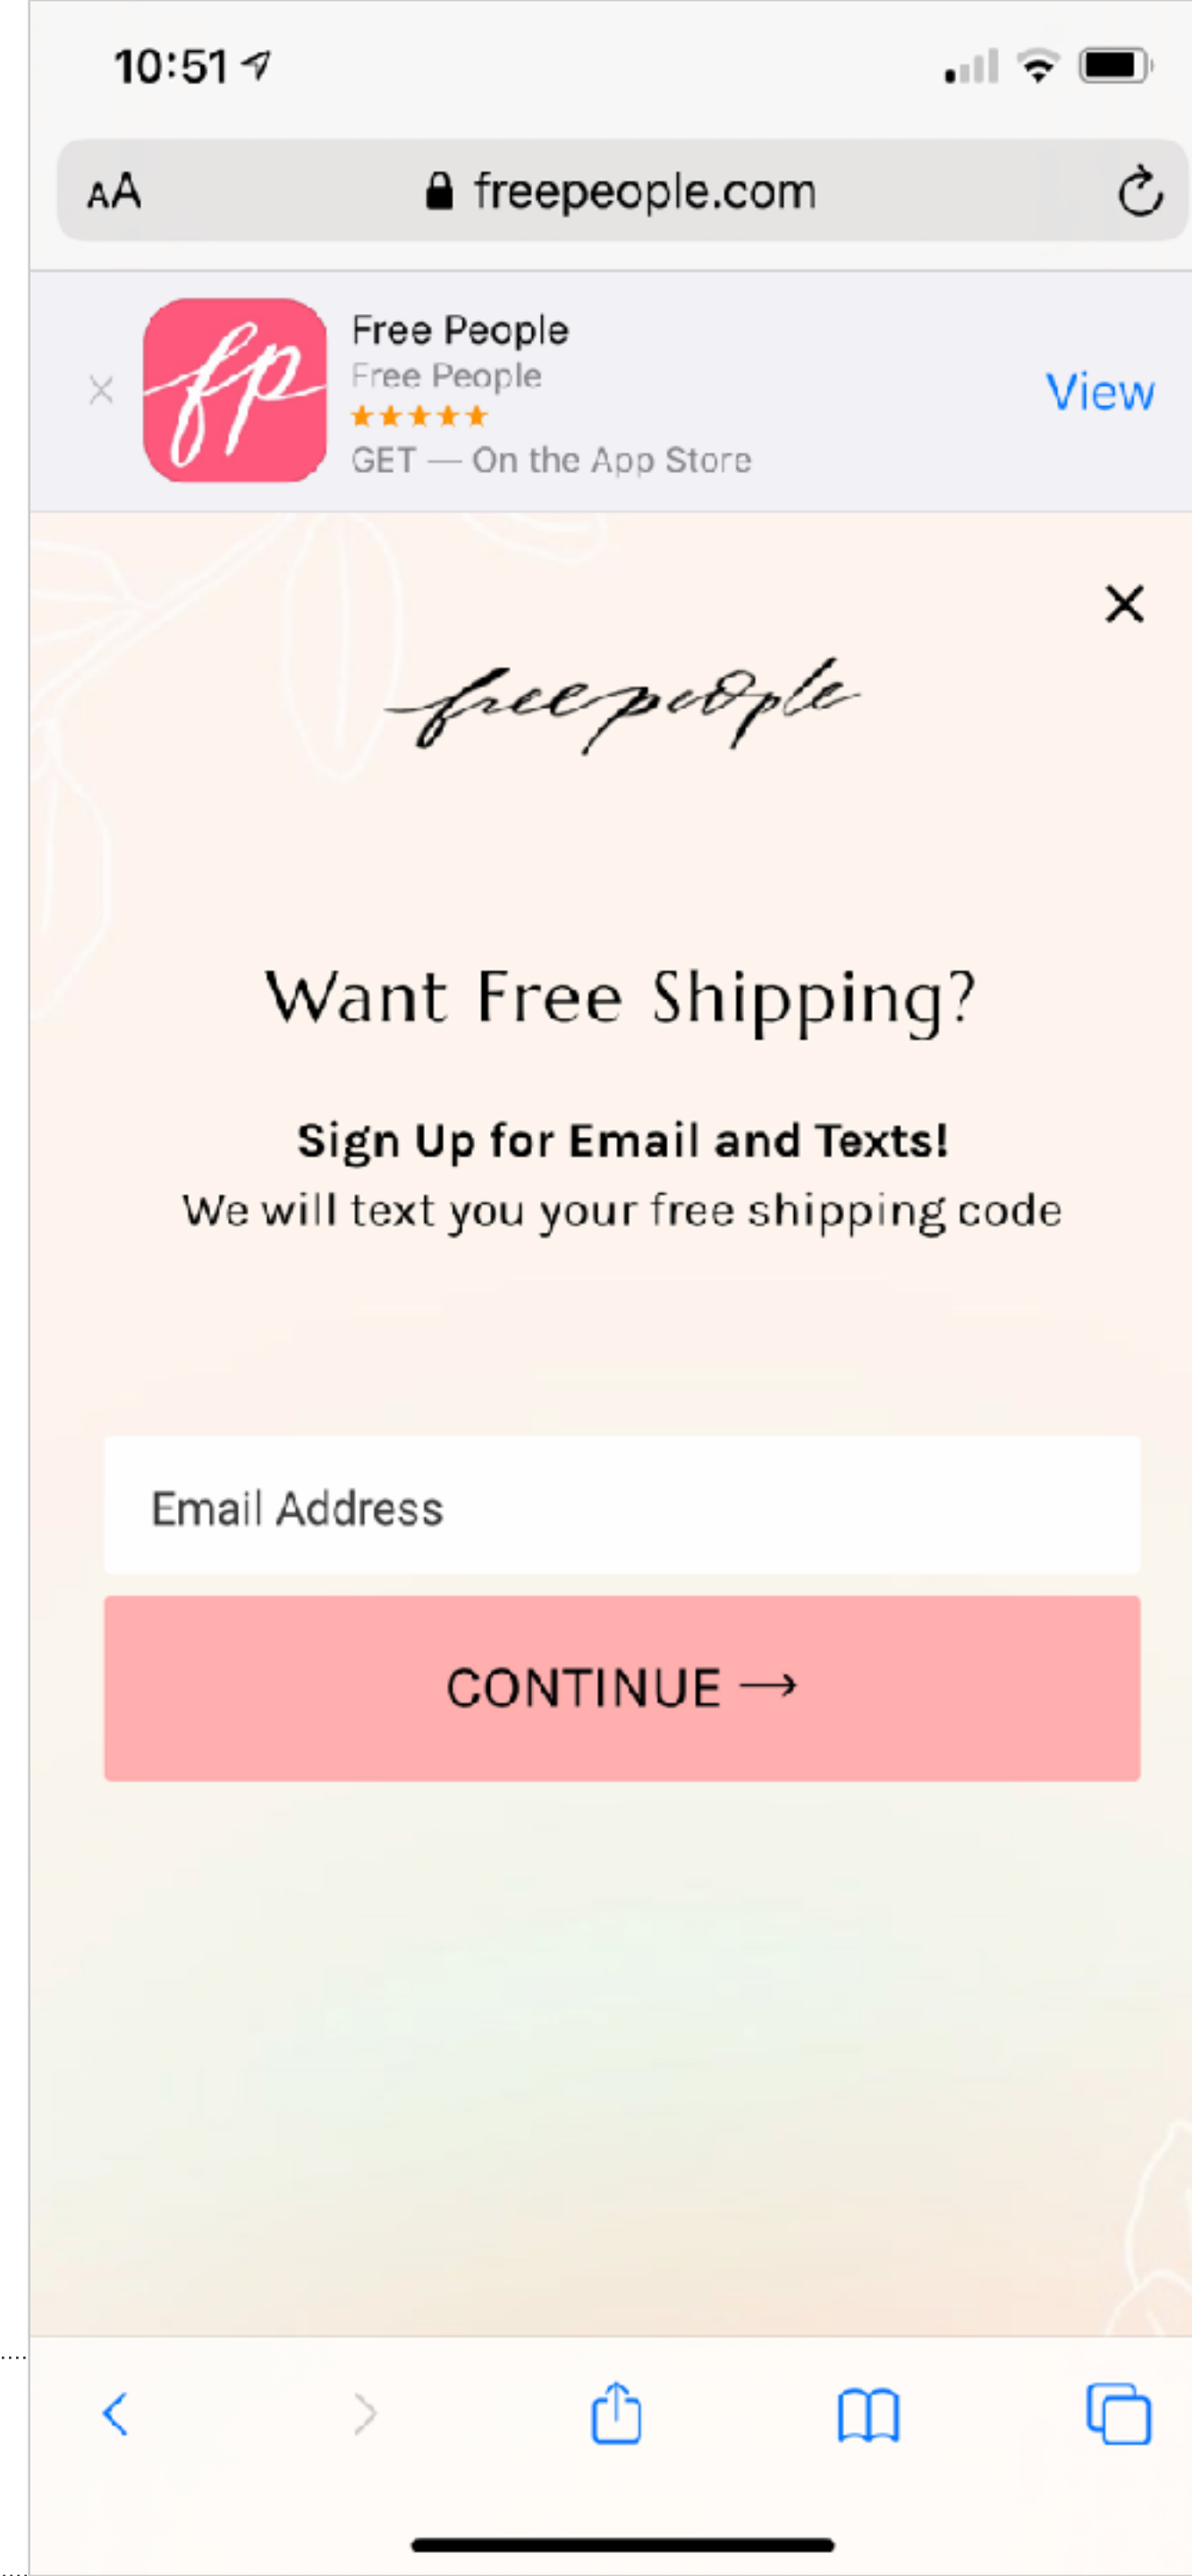 10:51
AA freepeople.com
fp
Free People
Free People
GET — On the App Store
View
free people
Want Free Shipping?
Sign Up for Email and Texts!
We will text you your free shipping code
Email Address
CONTINUE →